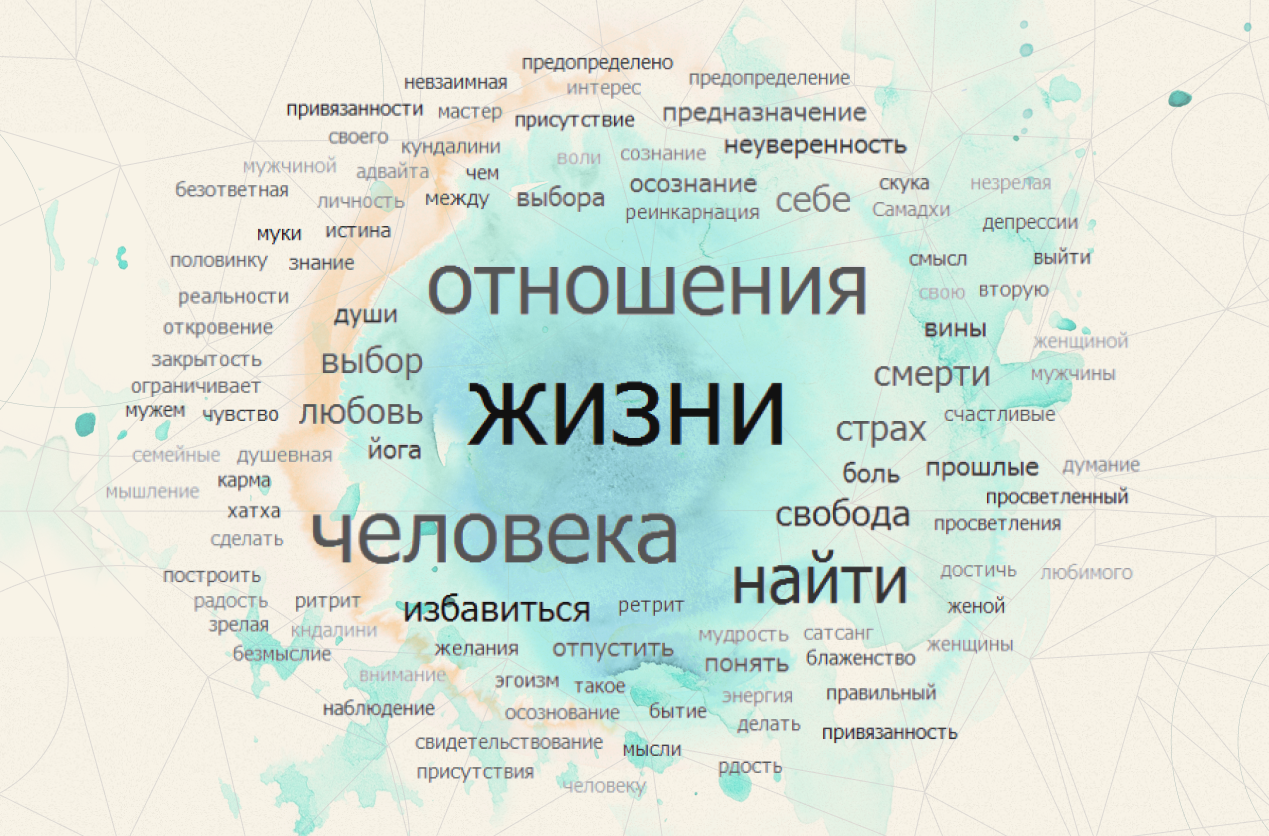 предопределено
невзаимная интерес предопределение
привязанности мастер присутствие предназначение
своего кундалини воли сознание неуверенность
мужчиной адвайта чем
безответная личность между выбора осознание себе скука незрелая
реинкарнация Самадхи
муки истина депрессии
половинку знание отношения смысл выйти
реальности свою вторую
откровение души вины
закрытость выбор женщиной
ограничивает жизни смерти мужчины
мужем чувство любовь счастливые
семейные душевная йога страх
мышление карма боль прошлые думание
хатха просветленный
сделать человека свобода просветления
построить найти достичь любимого
радость ритрит избавиться ретрит женой
зрелая кндалини мудрость сатсанг
безмыслие желания отпустить понять блаженство женщины
внимание эгоизм такое энергия правильный
наблюдение осознование бытие делать
свидетельствование мысли привязанность
присутствия рдость
человеку